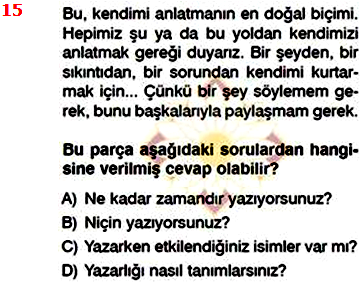 15 Bu, kendimi anlatmanın en doğal biçimi.
Hepimiz şu ya da bu yoldan kendimizi
anlatmak gereği duyarız. Bir şeyden, bir
sıkıntıdan, bir sorundan kendimi kurtar-
mak için... Çünkü bir şey söylemem ge-
rek, bunu başkalarıyla paylaşmam gerek.
Bu parça aşağıdaki sorulardan hangi-
sine verilmiş cevap olabilir?
A) Ne kadar zamandır yazıyorsunuz?
B) Niçin yazıyorsunuz?
C) Yazarken etkilendiğiniz isimler var mı?
D) Yazarlığı nasıl tanımlarsınız?